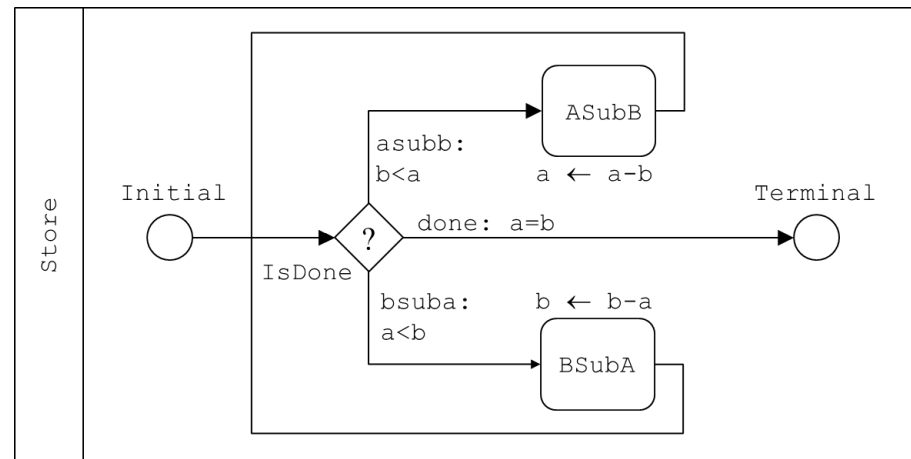 Store
Initial
IsDone
?
asubb:
b<a
ASubB
a ← a-b
done: a=b
Terminal
bsuba:
a<b
b ← b-a
BSubA